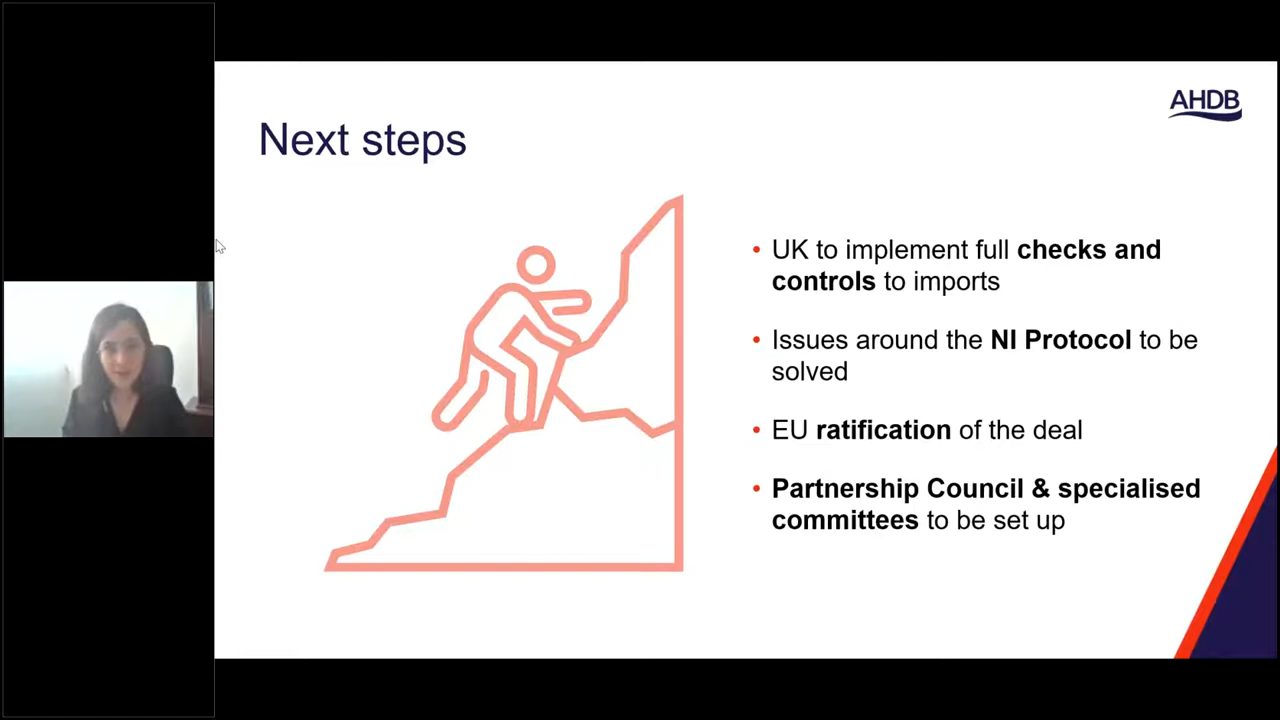 AHDB
Next steps
• UK to implement full checks and
controls to imports
• Issues around the NI Protocol to be
solved
• EU ratification of the deal
• Partnership Council & specialised
committees to be set up